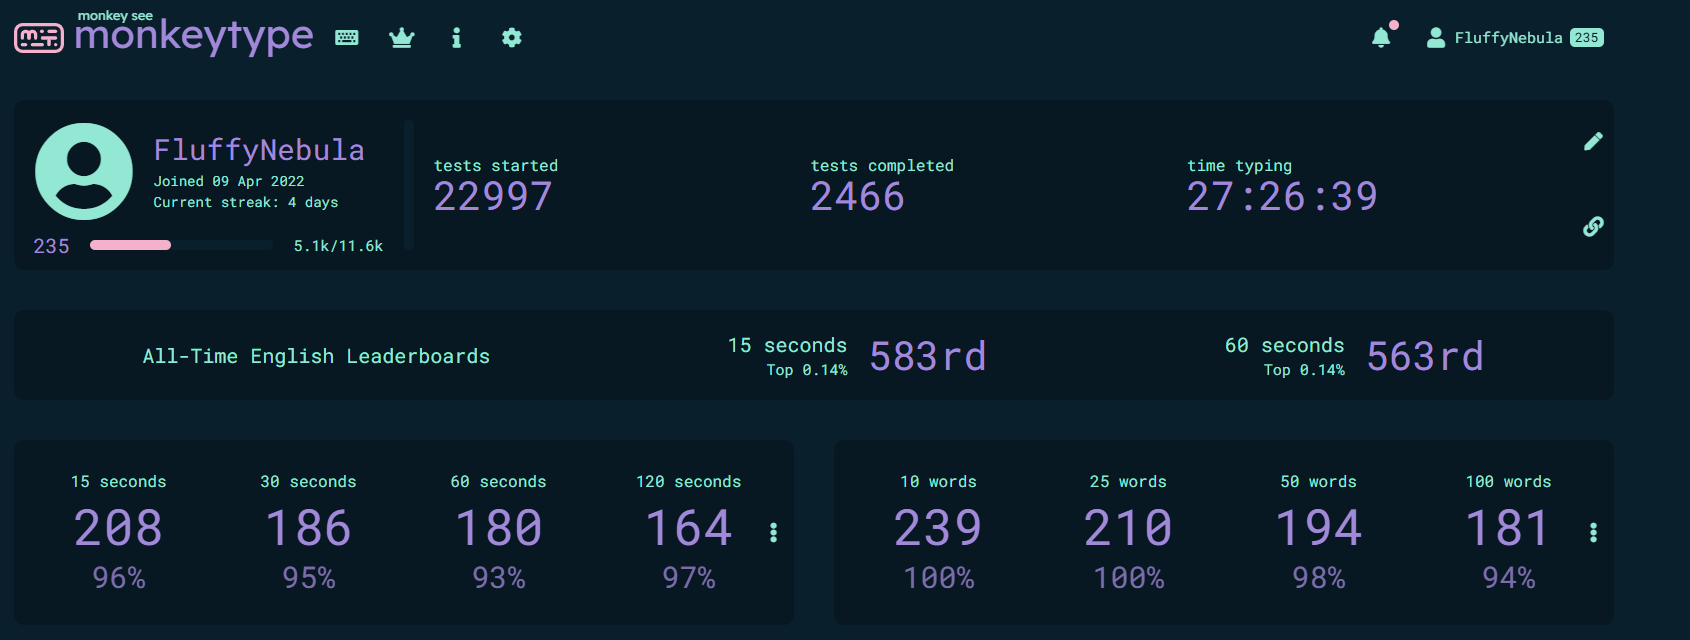 monkey see
monkeytype
FluffyNebula 235
FluffyNebula
Joined 09 Apr 2022
Current streak: 4 days
235 5.1k/11.6k
tests started
22997
tests completed
2466
time typing
27:26:39
All-Time English Leaderboards
15 seconds
Top 0.14%
583rd
60 seconds
Top 0.14%
563rd
15 seconds
208
96%
30 seconds
186
95%
60 seconds
180
93%
120 seconds
164
97%
10 words
239
100%
25 words
210
100%
50 words
194
98%
100 words
181
94%